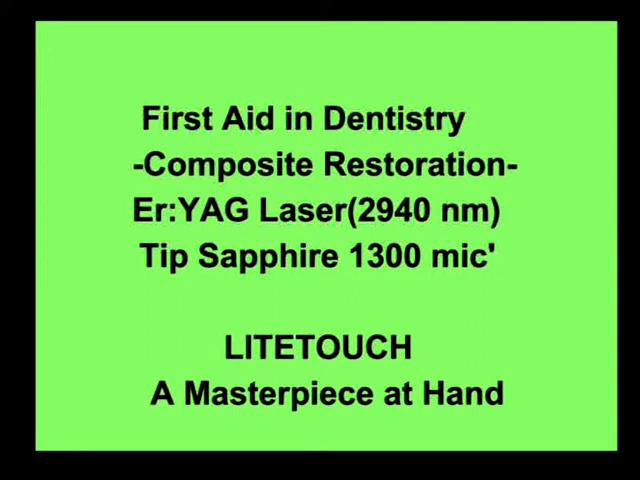 First Aid in Dentistry
-Composite Restoration-
Er:YAG Laser(2940 nm)
Tip Sapphire 1300 mic'
LITETOUCH
A Masterpiece at Hand